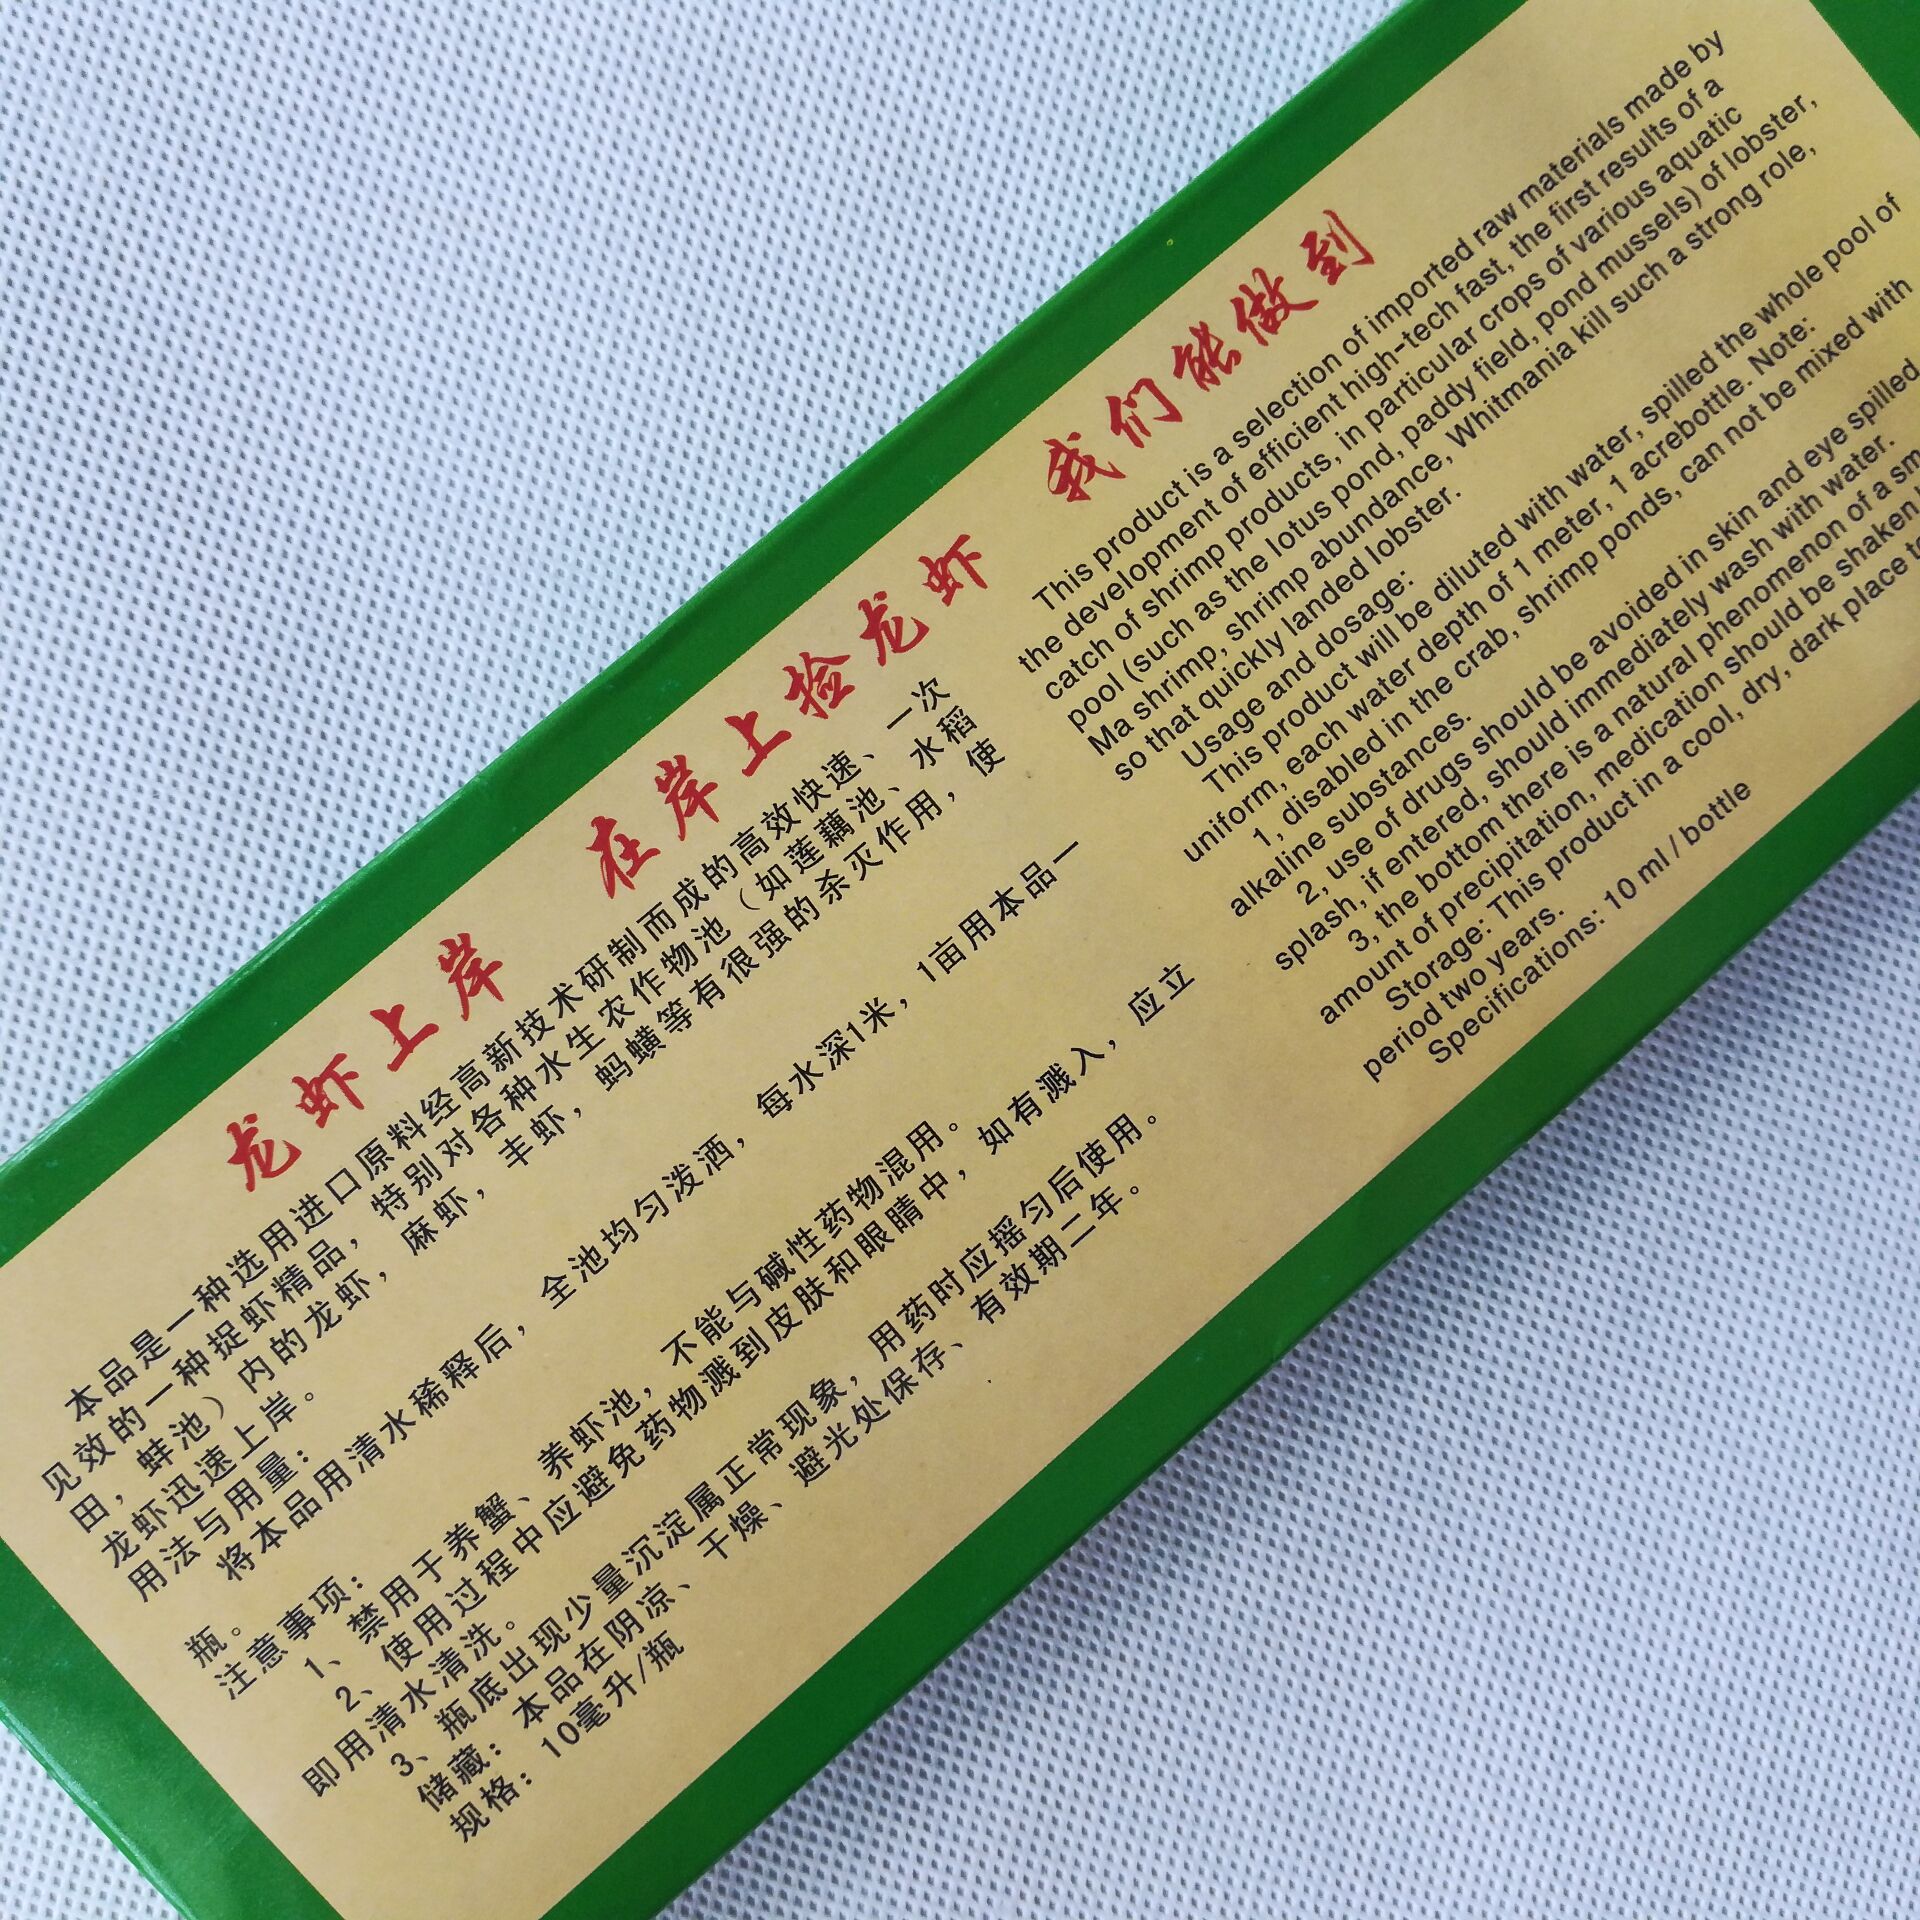 龙虾上岸 在岸上捡龙虾 我们能做到
本品是一种选用进口原料经高新技术研制而成的高效快速、一次
见效的一种捉虾精品，特别对各种水生农作物池（如莲藕池、水稻
田，蚌池）内的龙虾，麻虾，丰虾，蚂蟥等有很强的杀灭作用，使
龙虾迅速上岸。
用法与用量：
将本品用清水稀释后，全池均匀泼洒，每水深1米，1亩用本品一
瓶。
注意事项：
1、禁用于养蟹、养虾池，不能与碱性药物混用。
2、使用过程中应避免药物溅到皮肤和眼睛中，如有溅入，应立
即用清水清洗。
3、瓶底出现少量沉淀属正常现象，用药时应摇匀后使用。
储藏：本品在阴凉、干燥、避光处保存、有效期二年。
规格：10毫升/瓶
This product is a selection of imported raw materials made by
the development of efficient high-tech fast, the first results of a
catch of shrimp products, in particular crops of various aquatic
pool (such as the lotus pond, paddy field, pond mussels) of lobster,
Ma shrimp, shrimp abundance, Whitmania kill such a strong role,
so that quickly landed lobster.
Usage and dosage:
This product will be diluted with water, spilled the whole pool of
uniform, each water depth of 1 meter, 1 acrebottle. Note:
1, disabled in the crab, shrimp ponds, can not be mixed with
alkaline substances.
2, use of drugs should be avoided in skin and eye spilled
splash, if entered, should immediately wash with water.
3, the bottom there is a natural phenomenon of a
amount of precipitation, medication should be shaken
Storage: This product in a cool, dry, dark place
period two years.
Specifications: 10 ml / bottle